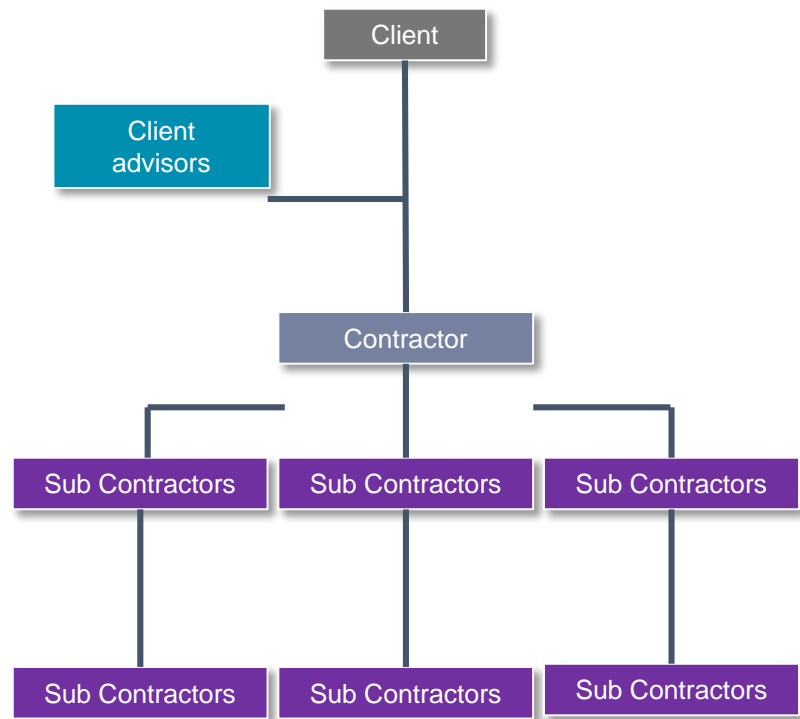 Client
Client
advisors
Contractor
Sub Contractors
Sub Contractors
Sub Contractors
Sub Contractors
Sub Contractors
Sub Contractors